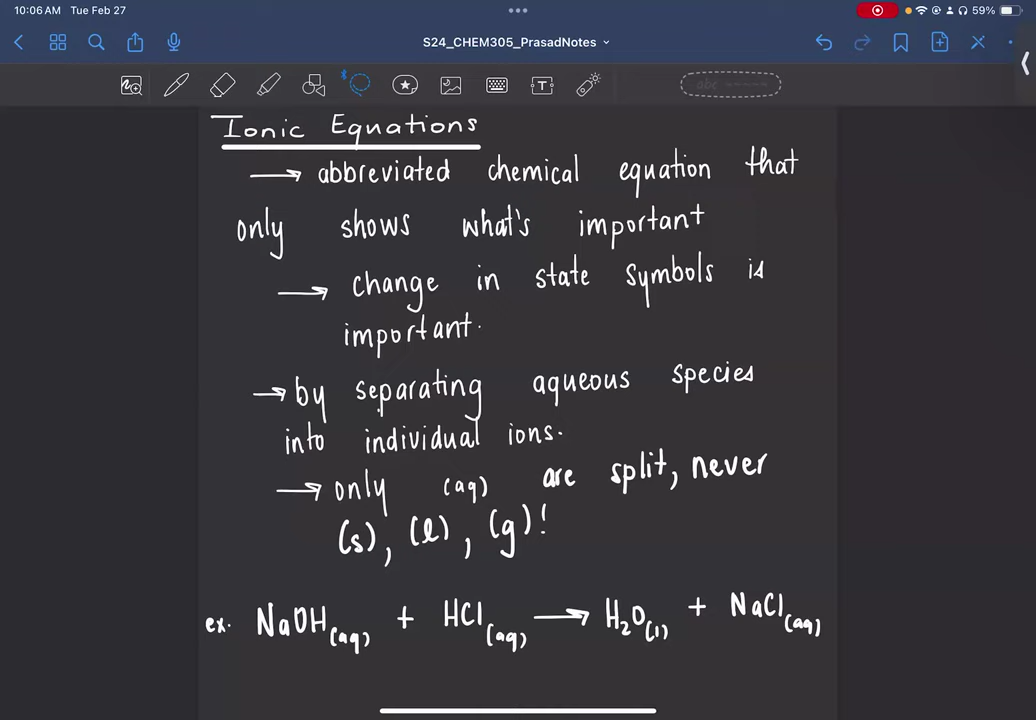 10:06 AM Tue Feb 27
59%
S24_CHEM305_PrasadNotes
abc
Ionic Equations
→ abbreviated chemical equation that
only shows what's important
→ change in state symbols is
important.
→ by separating aqueous species
into individual ions.
→ only (aq) are split, never
(s), (l), (g)!
ex. NaOH(aq) + HCl(aq) → H₂O(l) + NaCl(aq)